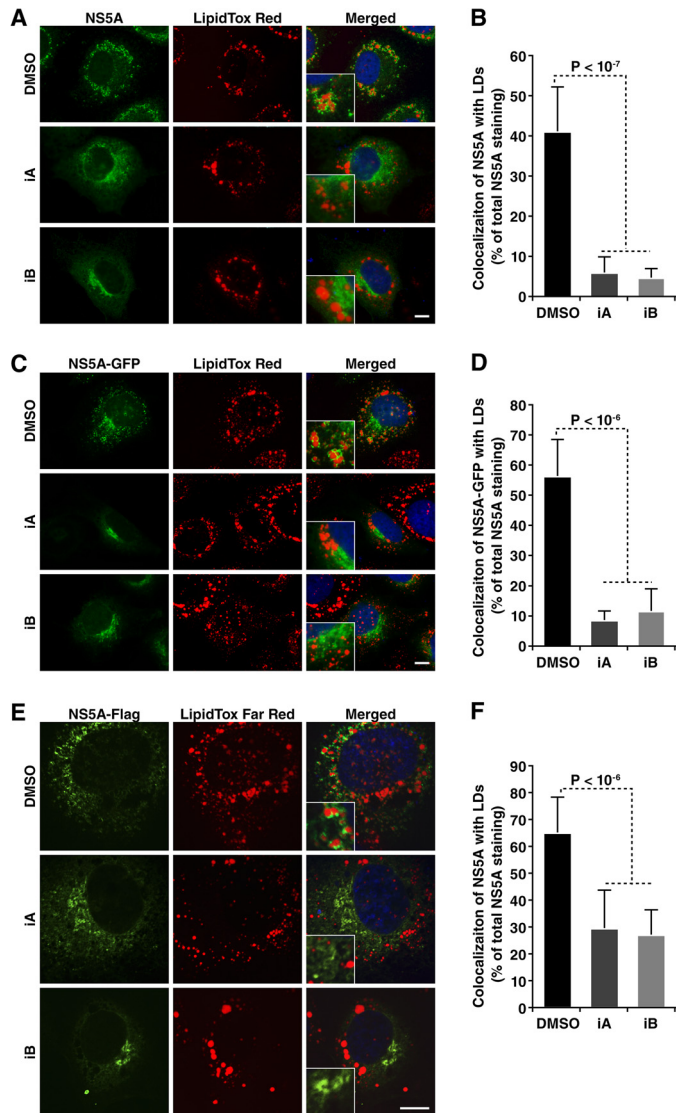 A
NS5A LipidTox Red Merged
DMSO
iA
iB
B
Colocalizaiton of NS5A with LDs
(% of total NS5A staining)
60
50
40
30
20
10
0
P < 10-7
DMSO iA iB
C
NS5A-GFP LipidTox Red Merged
DMSO
iA
iB
D
Colocalizaiton of NS5A-GFP with LDs
(% of total NS5A staining)
80
70
60
50
40
30
20
10
0
P < 10-6
DMSO iA iB
E
NS5A-Flag LipidTox Far Red Merged
DMSO
iA
iB
F
Colocalizaiton of NS5A with LDs
(% of total NS5A staining)
90
80
70
60
50
40
30
20
10
0
P < 10-6
DMSO iA iB